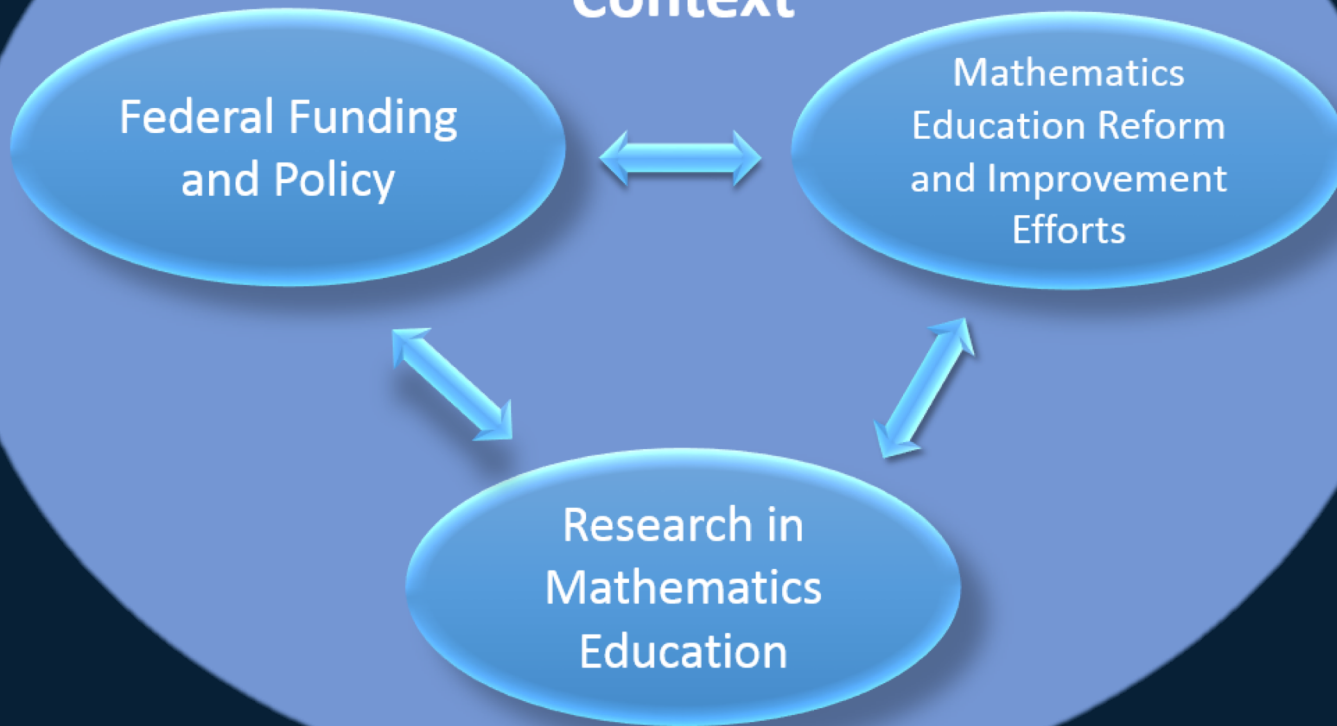 Context
Federal Funding
and Policy
Mathematics
Education Reform
and Improvement
Efforts
Research in
Mathematics
Education